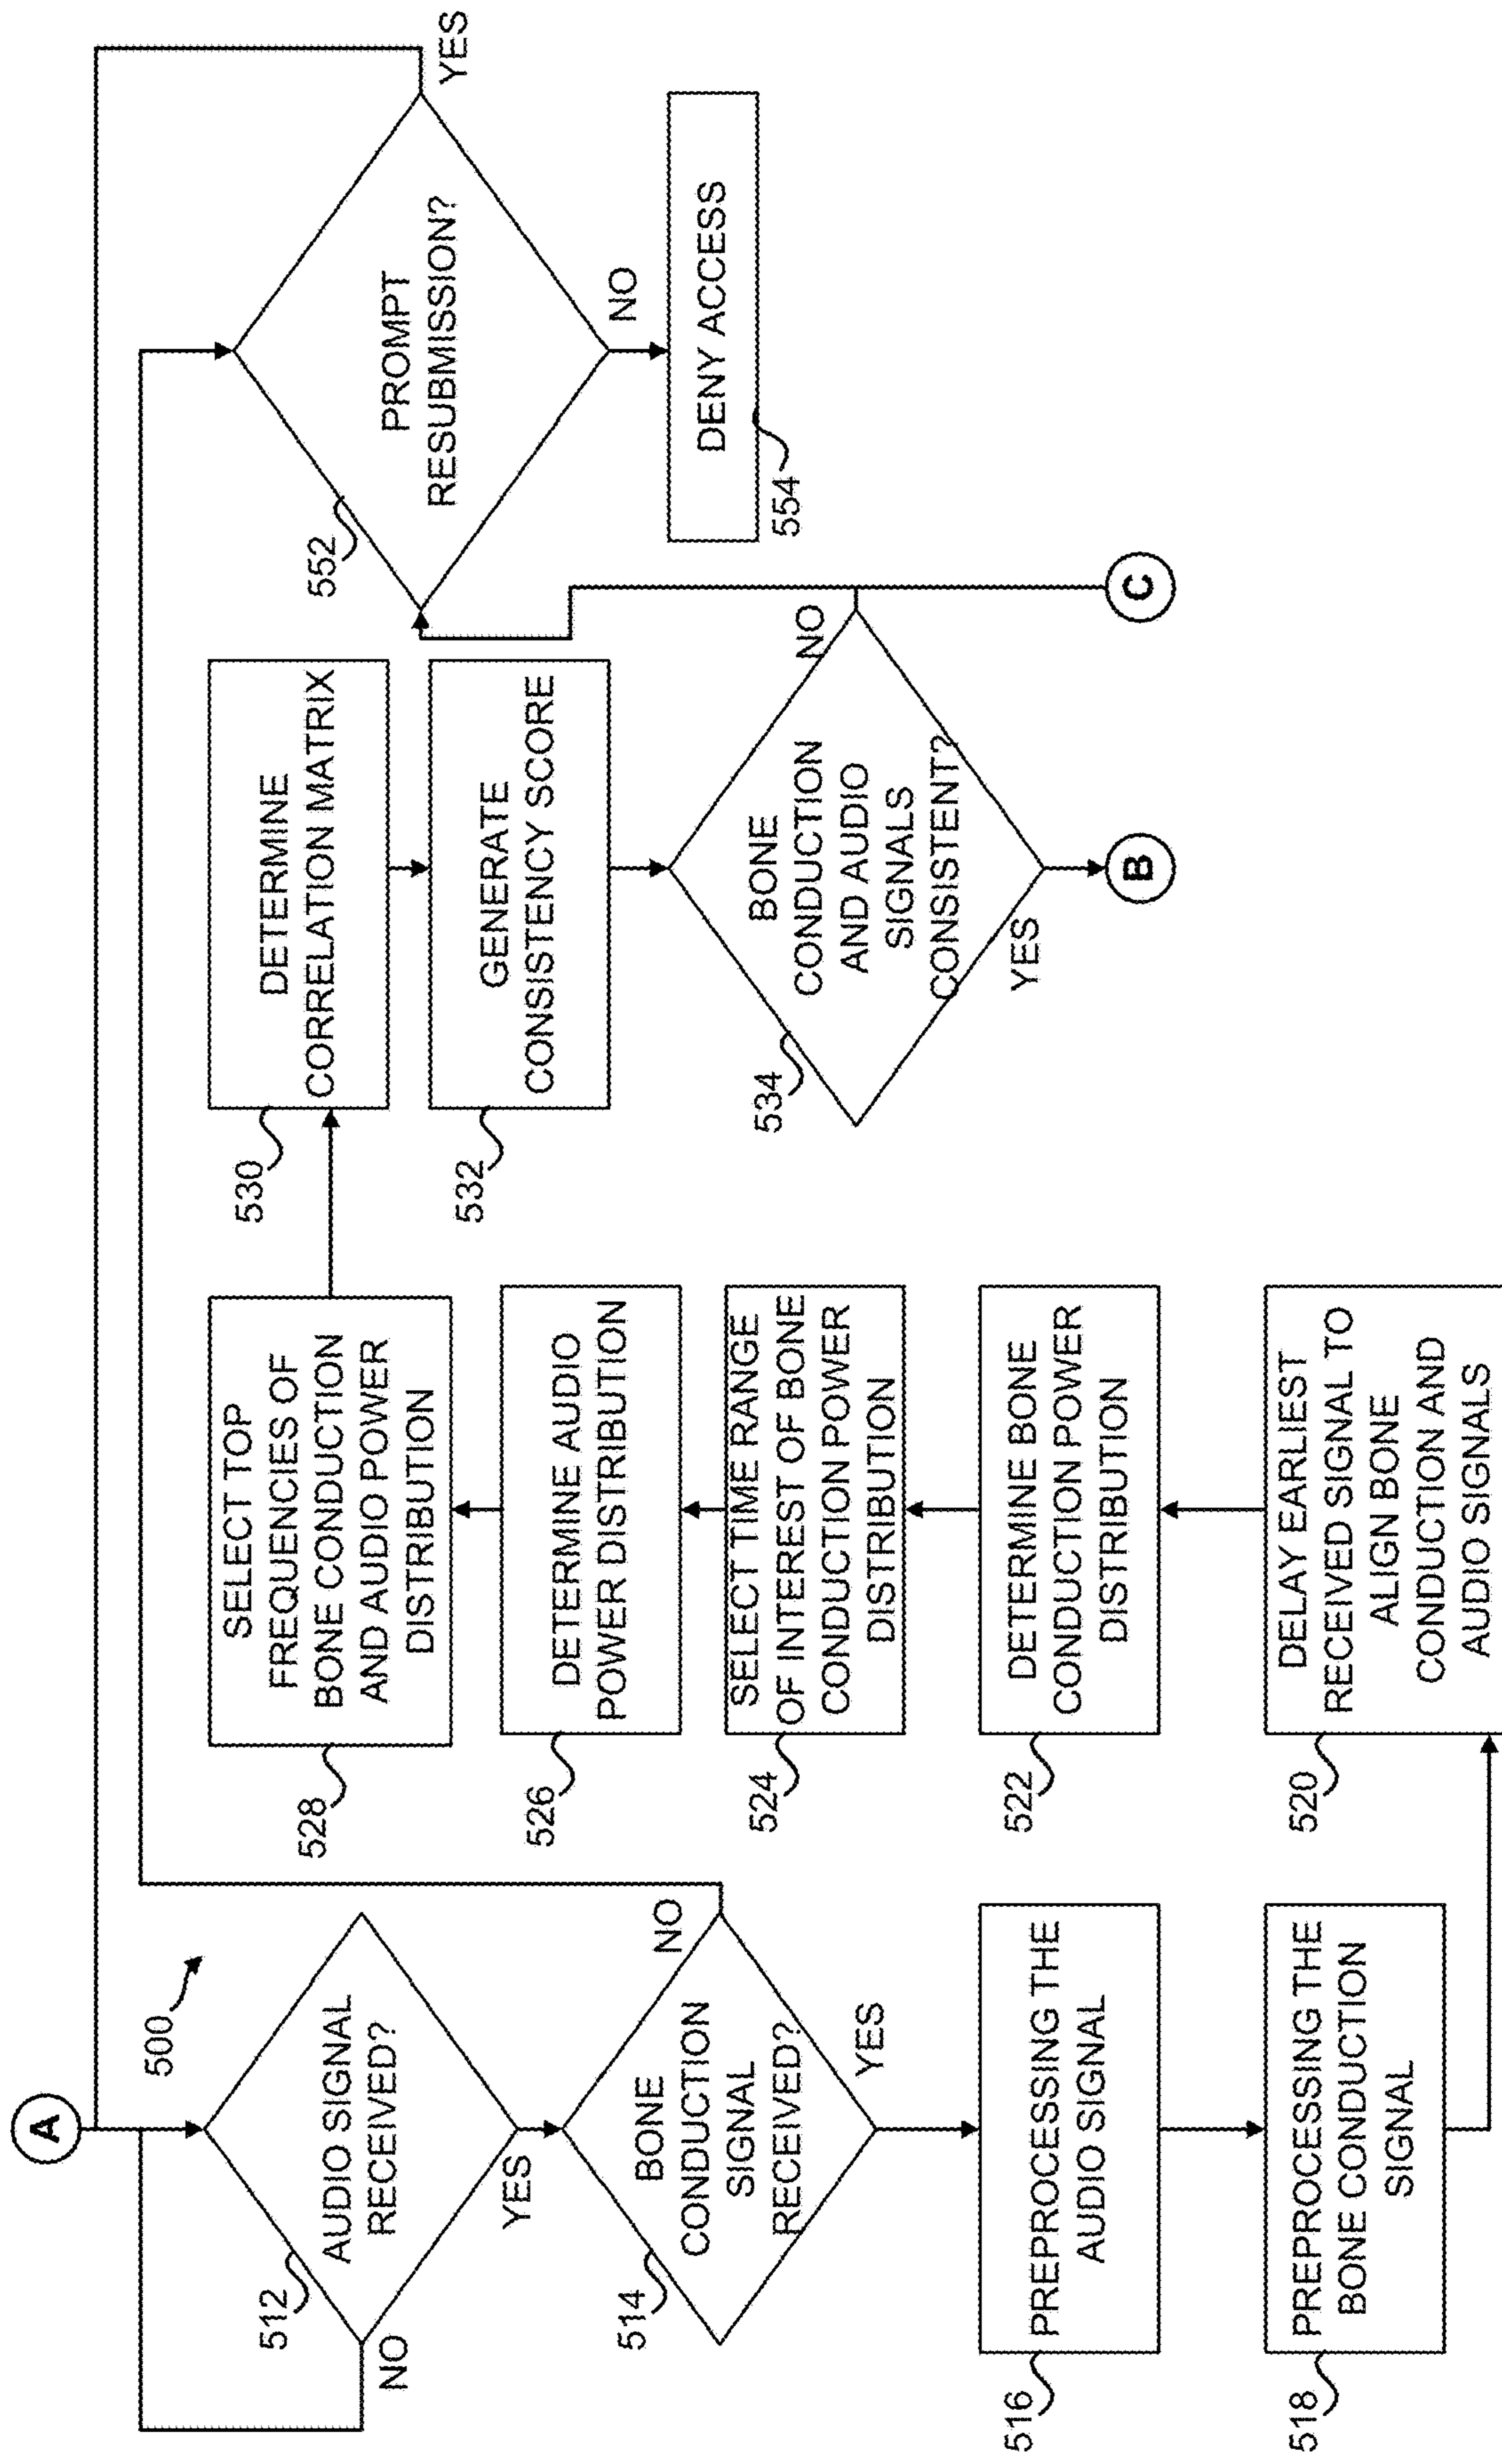 A
500
AUDIO SIGNAL
RECEIVED?
512
NO
YES
BONE
CONDUCTION
SIGNAL
RECEIVED?
514
NO
YES
PREPROCESSING THE
AUDIO SIGNAL
516
PREPROCESSING THE
BONE CONDUCTION
SIGNAL
518
DELAY EARLIEST
RECEIVED SIGNAL TO
ALIGN BONE
CONDUCTION AND
AUDIO SIGNALS
520
DETERMINE BONE
CONDUCTION POWER
DISTRIBUTION
522
SELECT TIME RANGE
OF INTEREST OF BONE
CONDUCTION POWER
DISTRIBUTION
524
DETERMINE AUDIO
POWER DISTRIBUTION
526
SELECT TOP
FREQUENCIES OF
BONE CONDUCTION
AND AUDIO POWER
DISTRIBUTION
528
DETERMINE
CORRELATION MATRIX
530
GENERATE
CONSISTENCY SCORE
532
BONE
CONDUCTION
AND AUDIO
SIGNALS
CONSISTENT?
534
NO
YES
B
C
PROMPT
RESUBMISSION?
552
YES
NO
DENY ACCESS
554